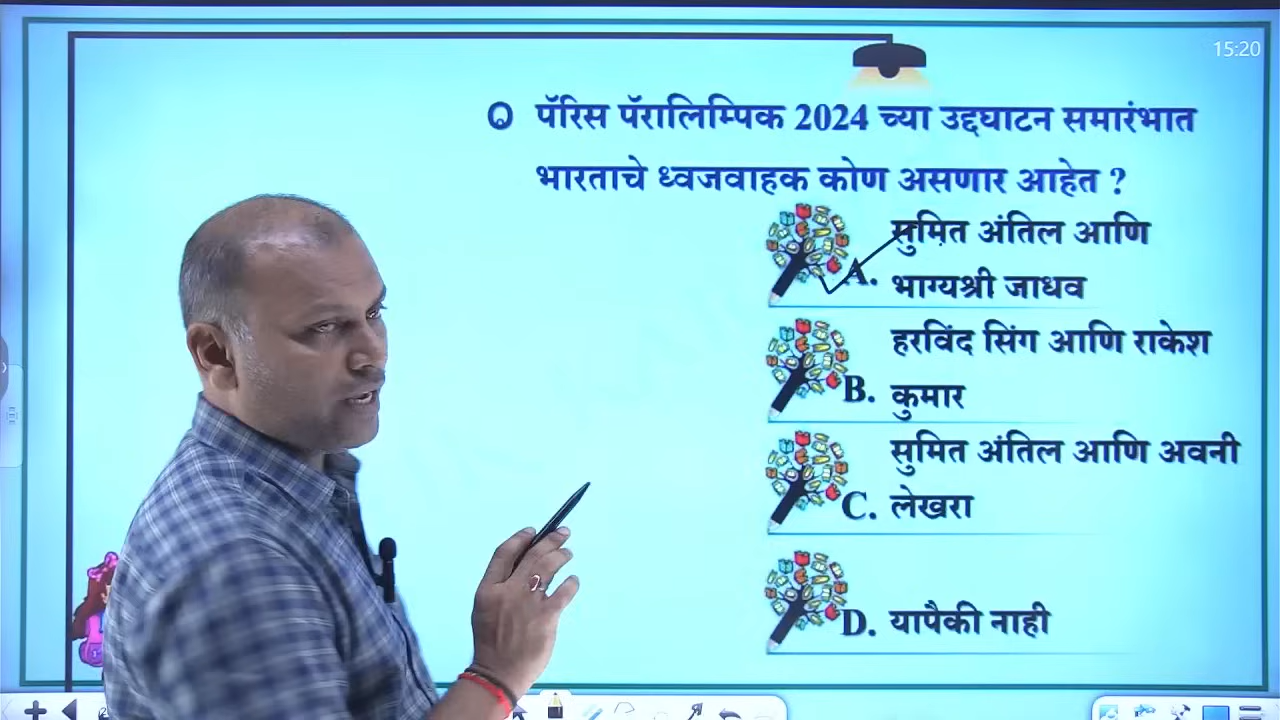 15:20
Q पॅरिस पॅरालिम्पिक 2024 च्या उद्दघाटन समारंभात
भारताचे ध्वजवाहक कोण असणार आहेत ?
सुमित अंतिल आणि
A. भाग्यश्री जाधव
हरविंद सिंग आणि राकेश
B. कुमार
सुमित अंतिल आणि अवनी
C. लेखरा
D. यापैकी नाही